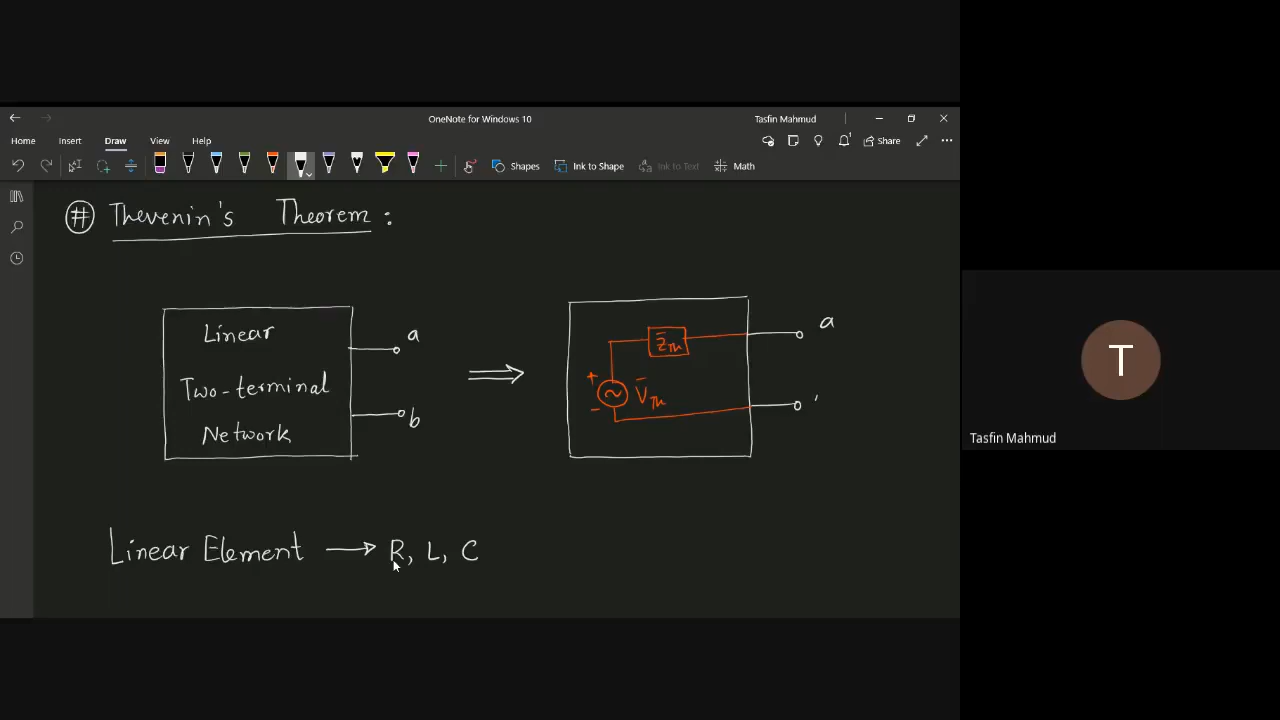 OneNote for Windows 10
Tasfin Mahmud
Home Insert Draw View Help
Share
Shapes Ink to Shape Ink to Text Math
# Thevenin's Theorem :
Linear
Two-terminal
Network
a
b
⇒
Z̅Th
+
-
V̅Th
a
Linear Element → R, L, C
T
Tasfin Mahmud